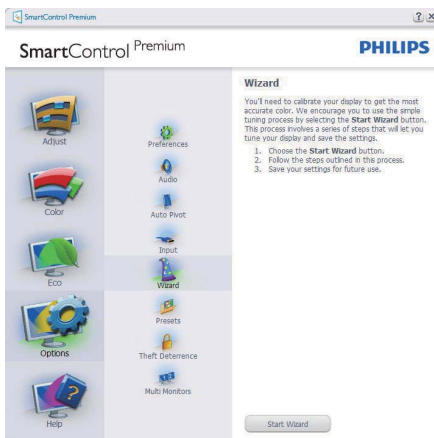 SmartControl Premium
SmartControl Premium
PHILIPS
Adjust
Color
Eco
Options
Help
Preferences
Audio
Auto Pivot
Input
Wizard
Presets
Theft Deterrence
Multi Monitors
Wizard
You'll need to calibrate your display to get the most
accurate color. We encourage you to use the simple
tuning process by selecting the Start Wizard button.
This process involves a series of steps that will let you
tune your display and save the settings.
1. Choose the Start Wizard button.
2. Follow the steps outlined in this process.
3. Save your settings for future use.
Start Wizard